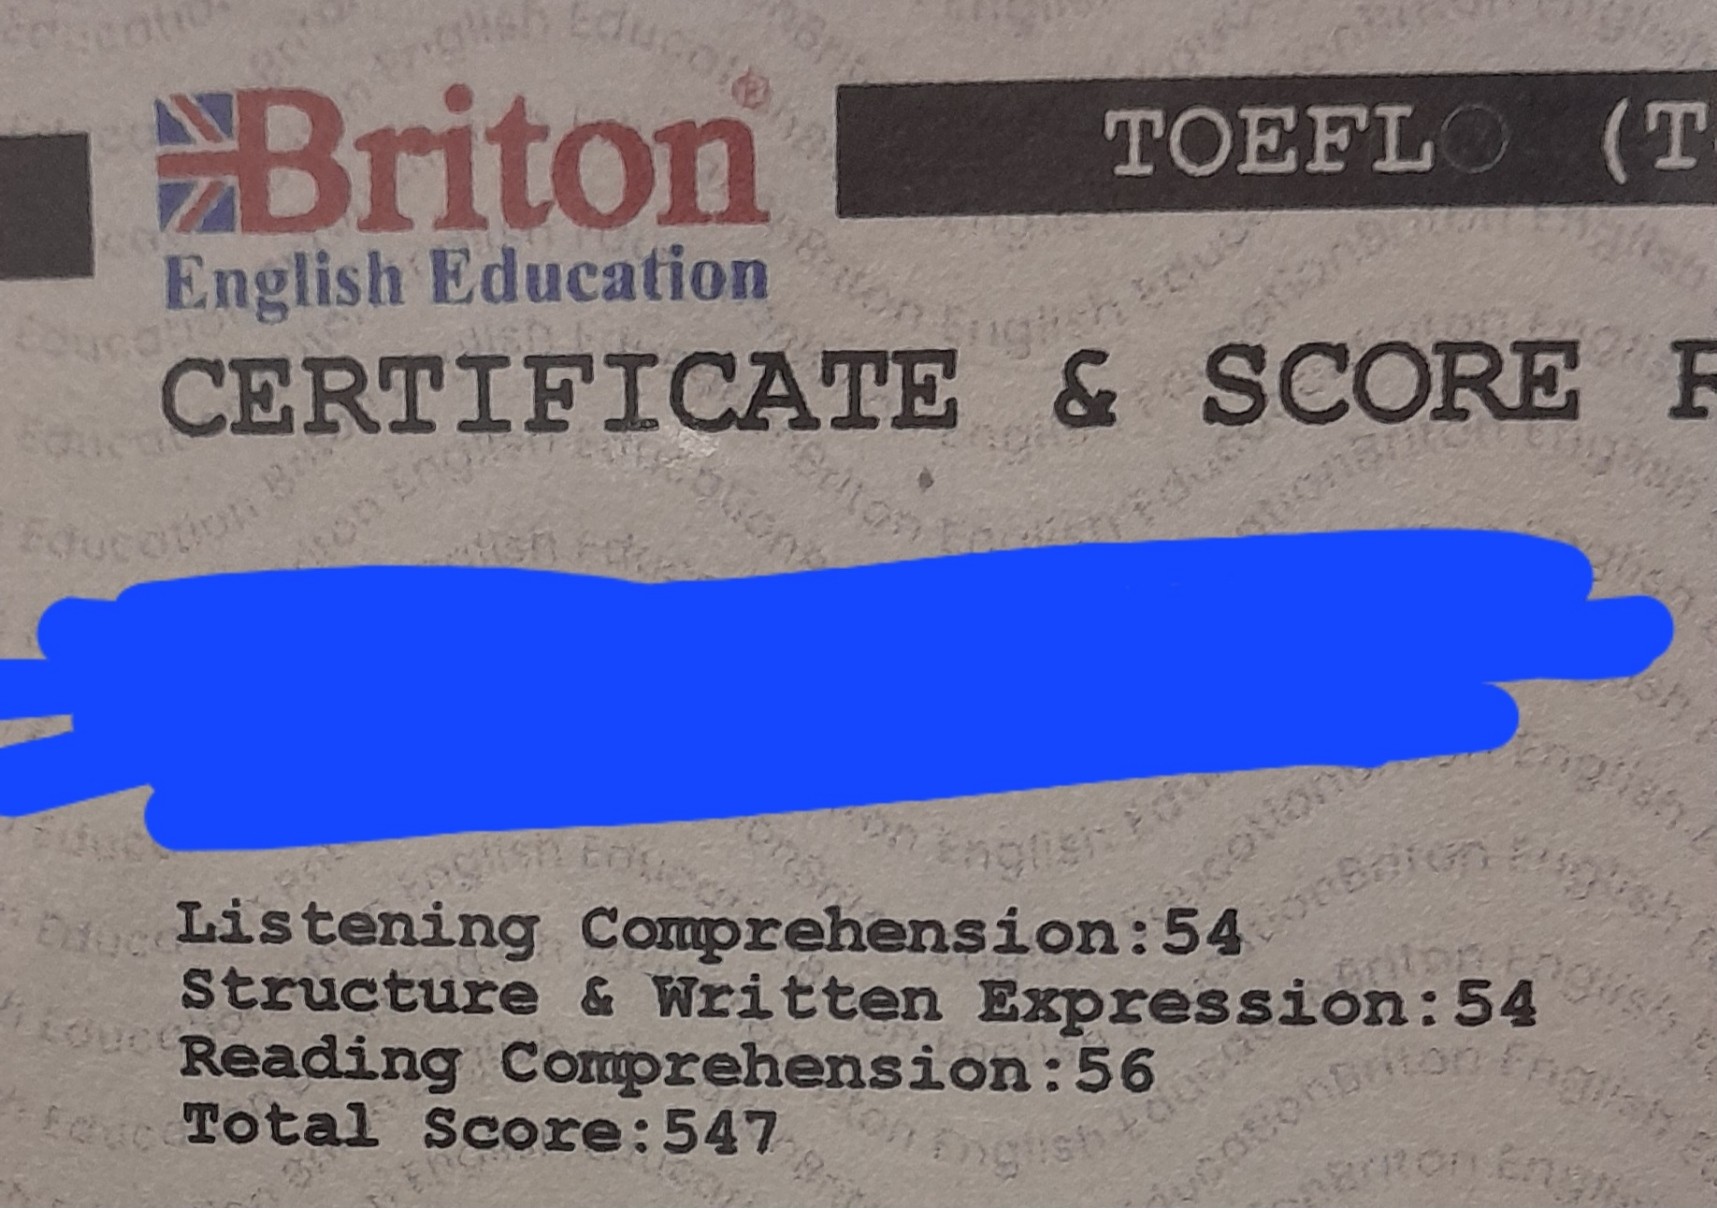 Briton®
English Education
TOEFL (T
CERTIFICATE & SCORE R
Listening Comprehension:54
Structure & Written Expression:54
Reading Comprehension:56
Total Score:547